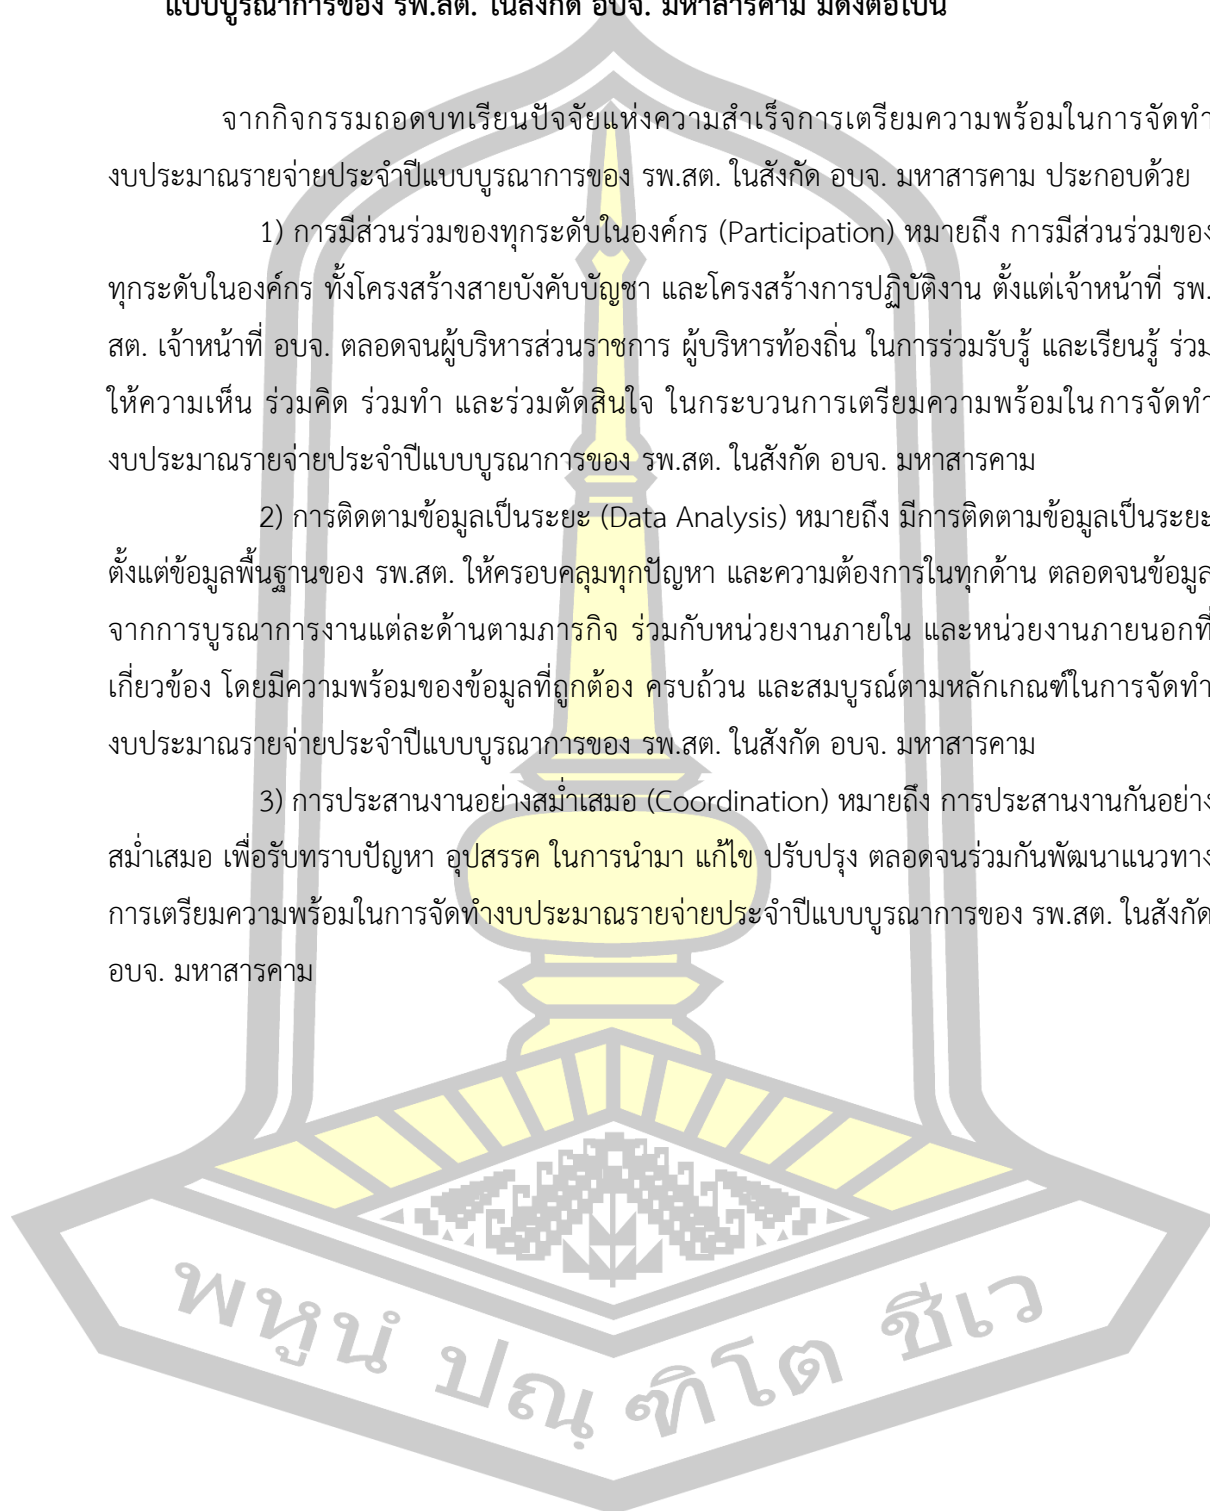 แบบบูรณาการของ รพ.สต. ในสังกัด อบจ. มหาสารคาม มีดังต่อไปนี้
จากกิจกรรมถอดบทเรียนปัจจัยแห่งความสำเร็จการเตรียมความพร้อมในการจัดทำ
งบประมาณรายจ่ายประจำปีแบบบูรณาการของ รพ.สต. ในสังกัด อบจ. มหาสารคาม ประกอบด้วย
1) การมีส่วนร่วมของทุกระดับในองค์กร (Participation) หมายถึง การมีส่วนร่วมของ
ทุกระดับในองค์กร ทั้งโครงสร้างสายบังคับบัญชา และโครงสร้างการปฏิบัติงาน ตั้งแต่เจ้าหน้าที่ รพ.
สต. เจ้าหน้าที่ อบจ. ตลอดจนผู้บริหารส่วนราชการ ผู้บริหารท้องถิ่น ในการร่วมรับรู้ และเรียนรู้ ร่วม
ให้ความเห็น ร่วมคิด ร่วมทำ และร่วมตัดสินใจ ในกระบวนการเตรียมความพร้อมใน การจัดทำ
งบประมาณรายจ่ายประจำปีแบบบูรณาการของ รพ.สต. ในสังกัด อบจ. มหาสารคาม
2) การติดตามข้อมูลเป็นระยะ (Data Analysis) หมายถึง มีการติดตามข้อมูลเป็นระยะ
ตั้งแต่ข้อมูลพื้นฐานของ รพ.สต. ให้ครอบคลุมทุกปัญหา และความต้องการในทุกด้าน ตลอดจนข้อมูล
จากการบูรณาการงานแต่ละด้านตามภารกิจ ร่วมกับหน่วยงานภายใน และหน่วยงานภายนอกที่
เกี่ยวข้อง โดยมีความพร้อมของข้อมูลที่ถูกต้อง ครบถ้วน และสมบูรณ์ตามหลักเกณฑ์ในการจัดทำ
งบประมาณรายจ่ายประจำปีแบบบูรณาการของ รพ.สต. ในสังกัด อบจ. มหาสารคาม
3) การประสานงานอย่างสม่ำเสมอ (Coordination) หมายถึง การประสานงานกันอย่าง
สม่ำเสมอ เพื่อรับทราบปัญหา อุปสรรค ในการนำมา แก้ไข ปรับปรุง ตลอดจนร่วมกันพัฒนาแนวทาง
การเตรียมความพร้อมในการจัดทำงบประมาณรายจ่ายประจำปีแบบบูรณาการของ รพ.สต. ในสังกัด
อบจ. มหาสารคาม
พหูนํ ปณฺ ฑิโต ชีเว